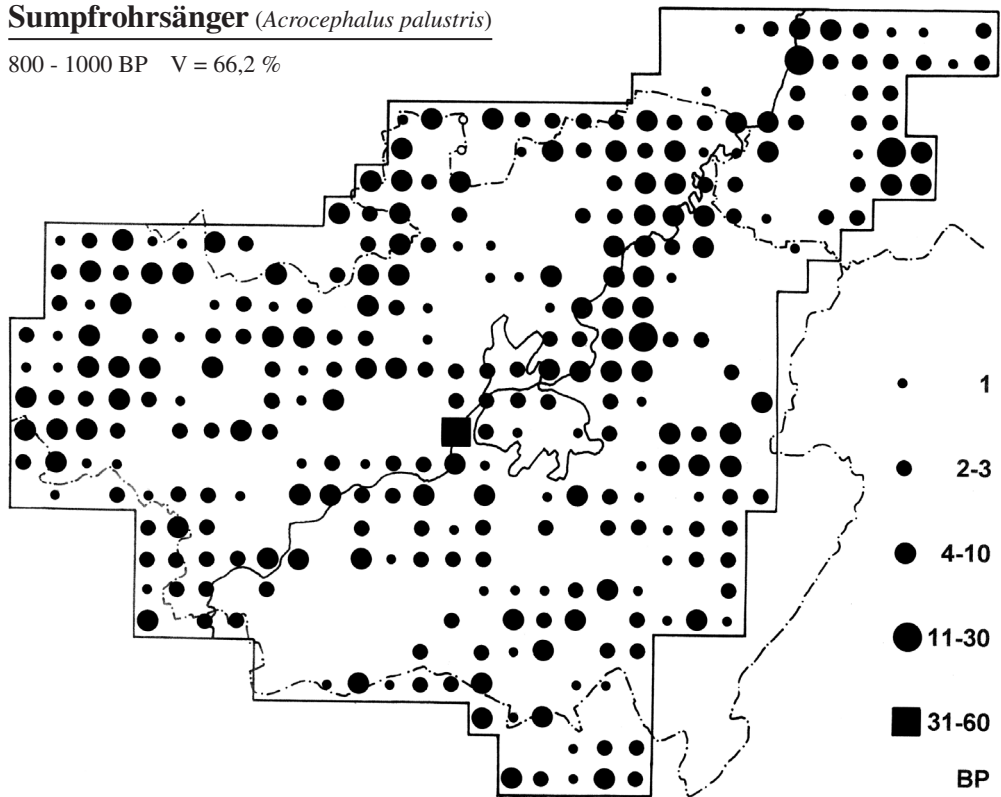 Sumpfrohrsänger (Acrocephalus palustris)
800 - 1000 BP V = 66,2 %
1
2-3
4-10
11-30
31-60
BP